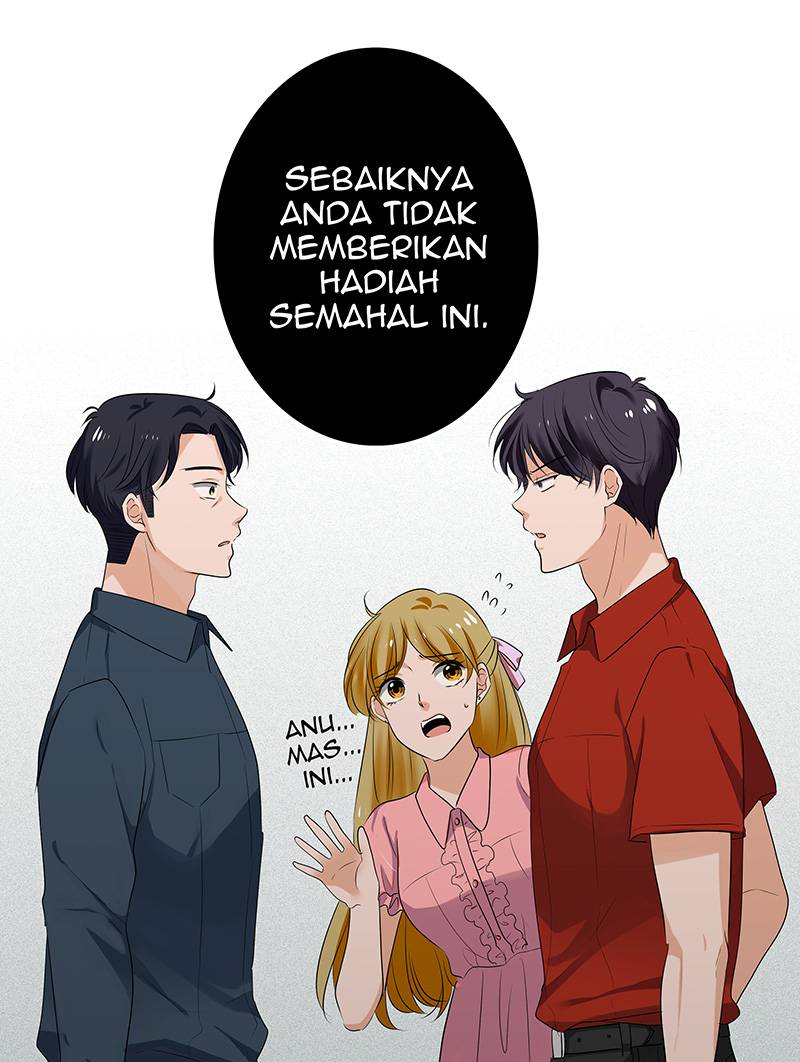 SEBAIKNYA
ANDA TIDAK
MEMBERIKAN
HADIAH
SEMAHAL INI.
ANU...
MAS...
INI...